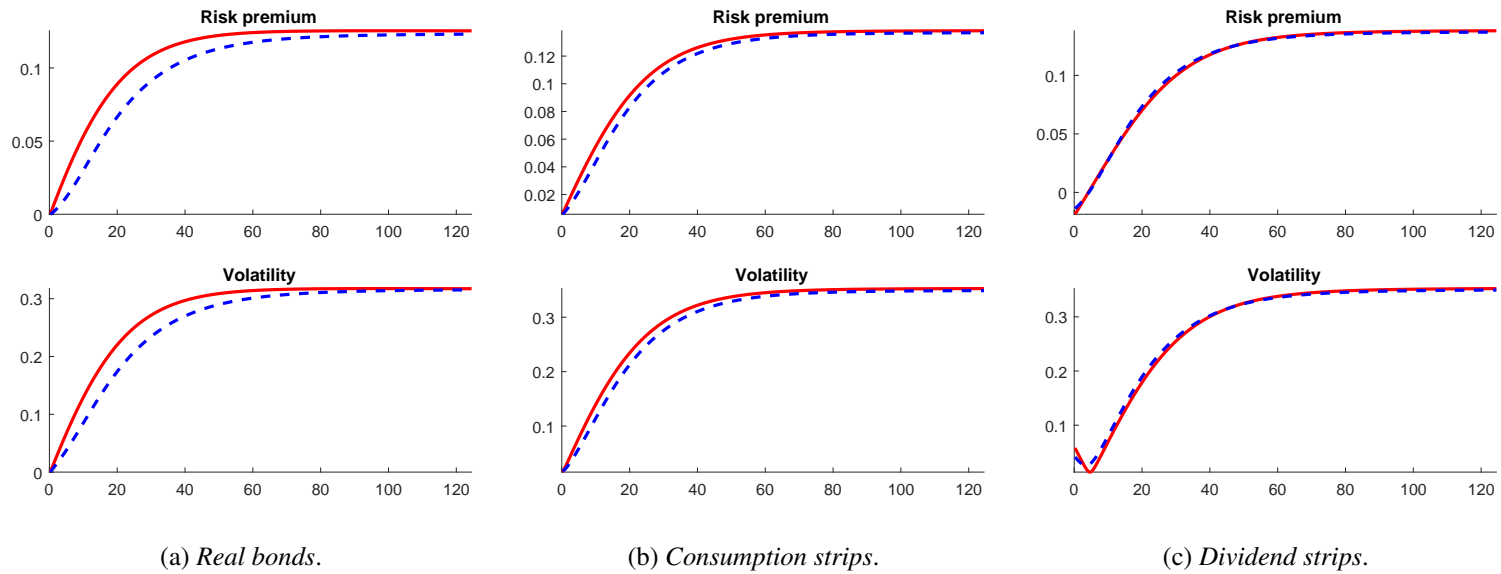 Risk premium
0.1
0.05
0
0 20 40 60 80 100 120
Volatility
0.3
0.2
0.1
0
0 20 40 60 80 100 120
(a) Real bonds.
Risk premium
0.12
0.1
0.08
0.06
0.04
0.02
0 20 40 60 80 100 120
Volatility
0.3
0.2
0.1
0 20 40 60 80 100 120
(b) Consumption strips.
Risk premium
0.1
0.05
0
0 20 40 60 80 100 120
Volatility
0.3
0.2
0.1
0 20 40 60 80 100 120
(c) Dividend strips.